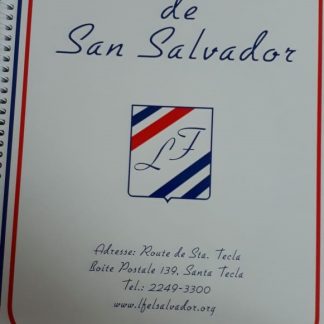 de
San Salvador
LF
Adresse: Route de Sta. Tecla
Boite Postale 139, Santa Tecla
Tel.: 2249-3300
www.lfelsalvador.org